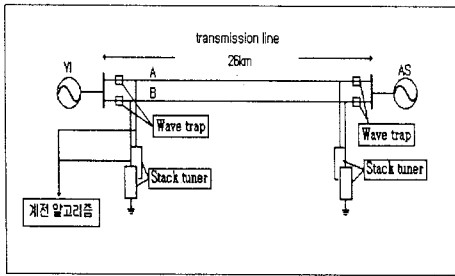 transmission line
26km
YI
A
AS
B
Wave trap
Wave trap
Stack tuner
Stack tuner
계전 알고리즘